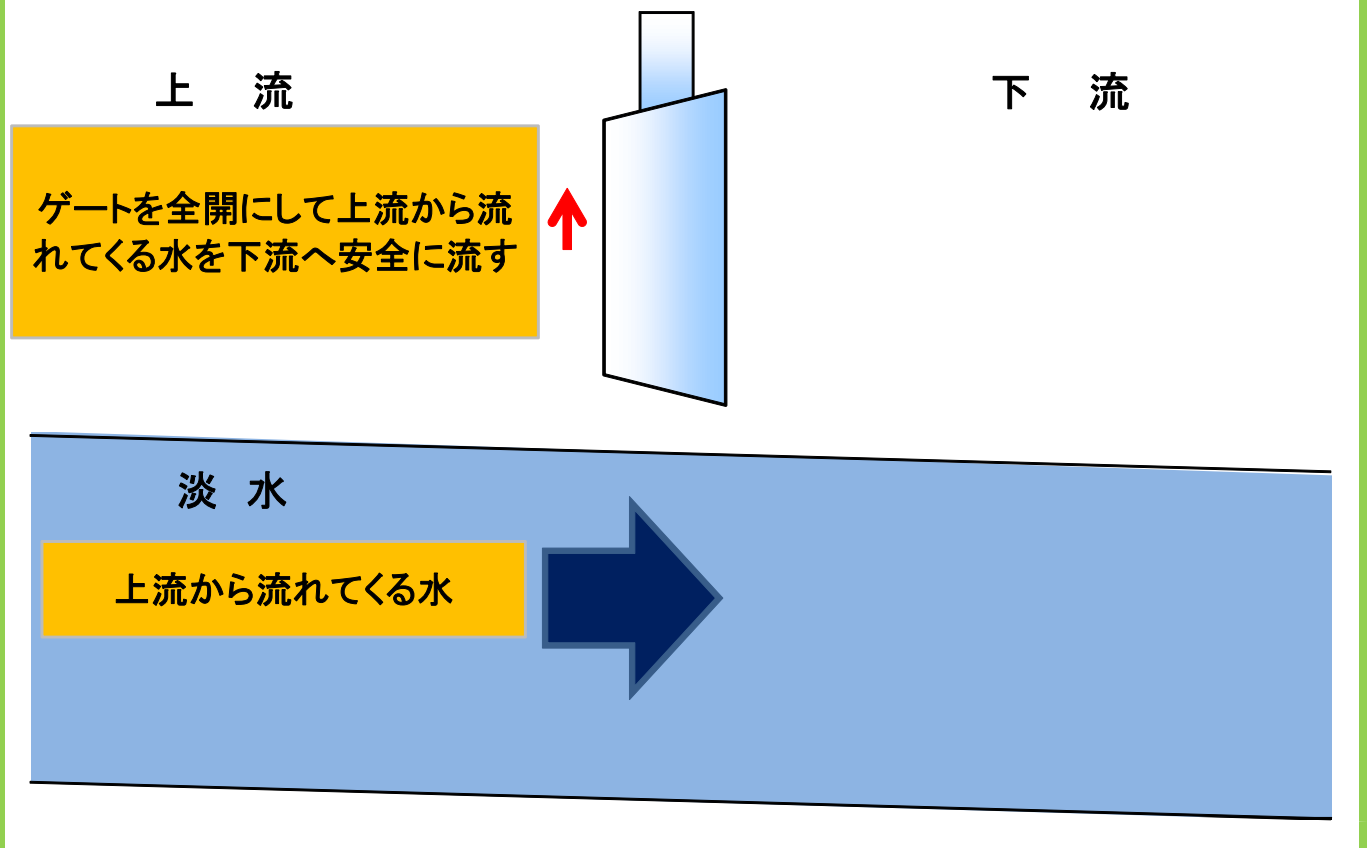 上　流
下　流
ゲートを全開にして上流から流
れてくる水を下流へ安全に流す
淡　水
上流から流れてくる水